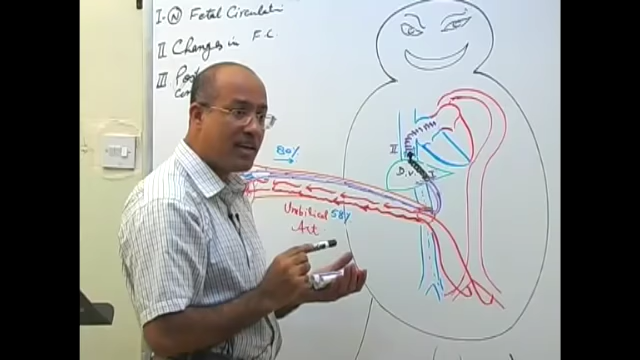 I - N Fetal Circulati
II Changes in F.C.
III
80%
II
D.v.
Umbilical 58%
Art.